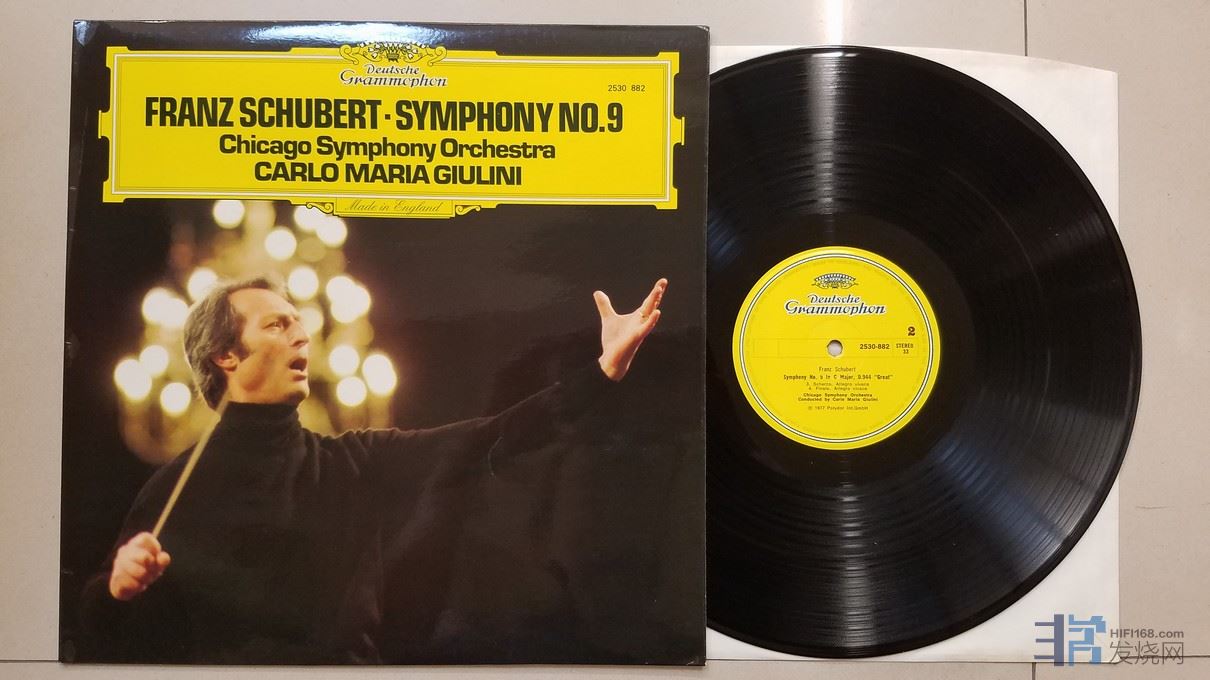 Deutsche
Grammophon
2530 882
FRANZ SCHUBERT · SYMPHONY NO. 9
Chicago Symphony Orchestra
CARLO MARIA GIULINI
Made in England
Deutsche
Grammophon
2
2530-882
STEREO
33
Franz Schubert
Symphony No. 9 in C Major, D.944 "Great"
3. Scherzo. Allegro vivace
4. Finale. Allegro vivace
Chicago Symphony Orchestra
Conducted by Carlo Maria Giulini
℗ 1977 Polydor Int.GmbH
HIFI168.com
发烧网